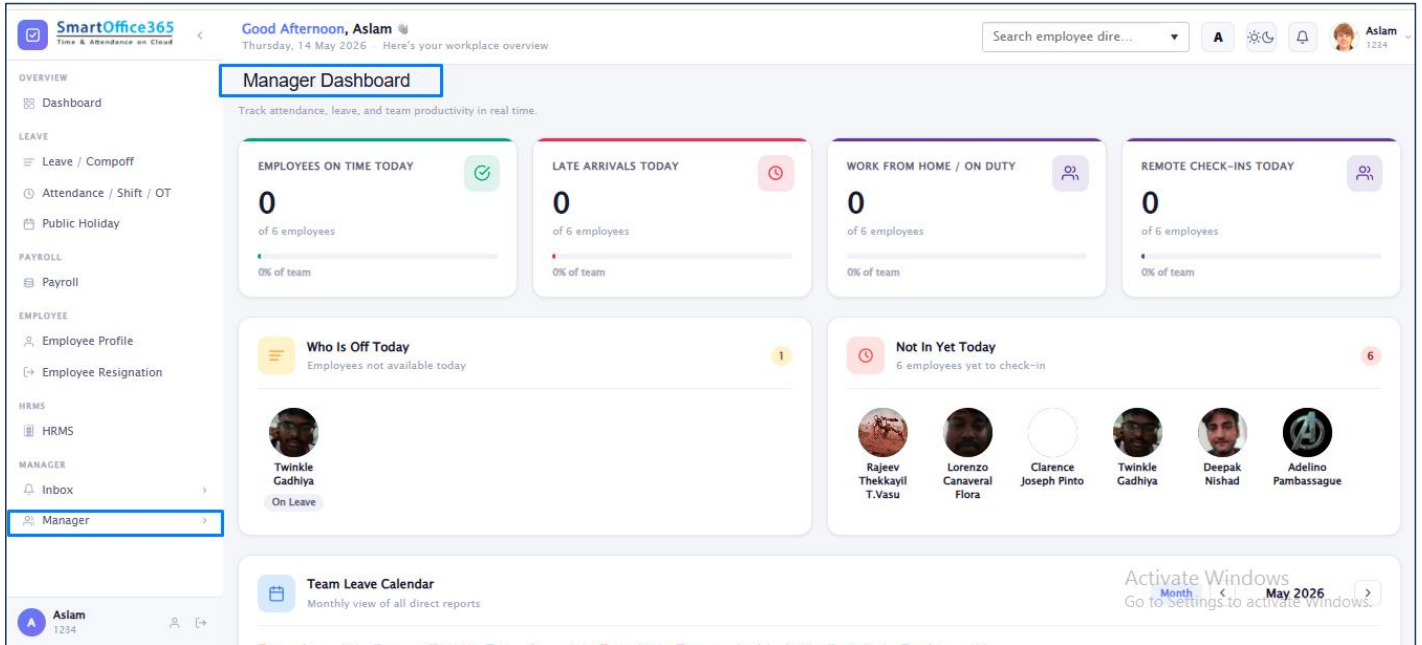 SmartOffice365
Time & Attendance on Cloud
Good Afternoon, Aslam
Thursday, 14 May 2026 · Here's your workplace overview
Search employee dire...
A
Aslam
1234
OVERVIEW
Dashboard
LEAVE
Leave / Compoff
Attendance / Shift / OT
Public Holiday
PAYROLL
Payroll
EMPLOYEE
Employee Profile
Employee Resignation
HRMS
HRMS
MANAGER
Inbox
Manager
A
Aslam
1234
Manager Dashboard
Track attendance, leave, and team productivity in real time.
EMPLOYEES ON TIME TODAY
0
of 6 employees
0% of team
LATE ARRIVALS TODAY
0
of 6 employees
0% of team
WORK FROM HOME / ON DUTY
0
of 6 employees
0% of team
REMOTE CHECK-INS TODAY
0
of 6 employees
0% of team
Who Is Off Today
Employees not available today
1
Twinkle
Gadhiya
On Leave
Not In Yet Today
6 employees yet to check-in
6
Rajeev
Thekkayil
T.Vasu
Lorenzo
Canaveral
Flora
Clarence
Joseph Pinto
Twinkle
Gadhiya
Deepak
Nishad
Adelino
Pambassague
Team Leave Calendar
Monthly view of all direct reports
Month
May 2026
Activate Windows
Go to Settings to activate Windows.